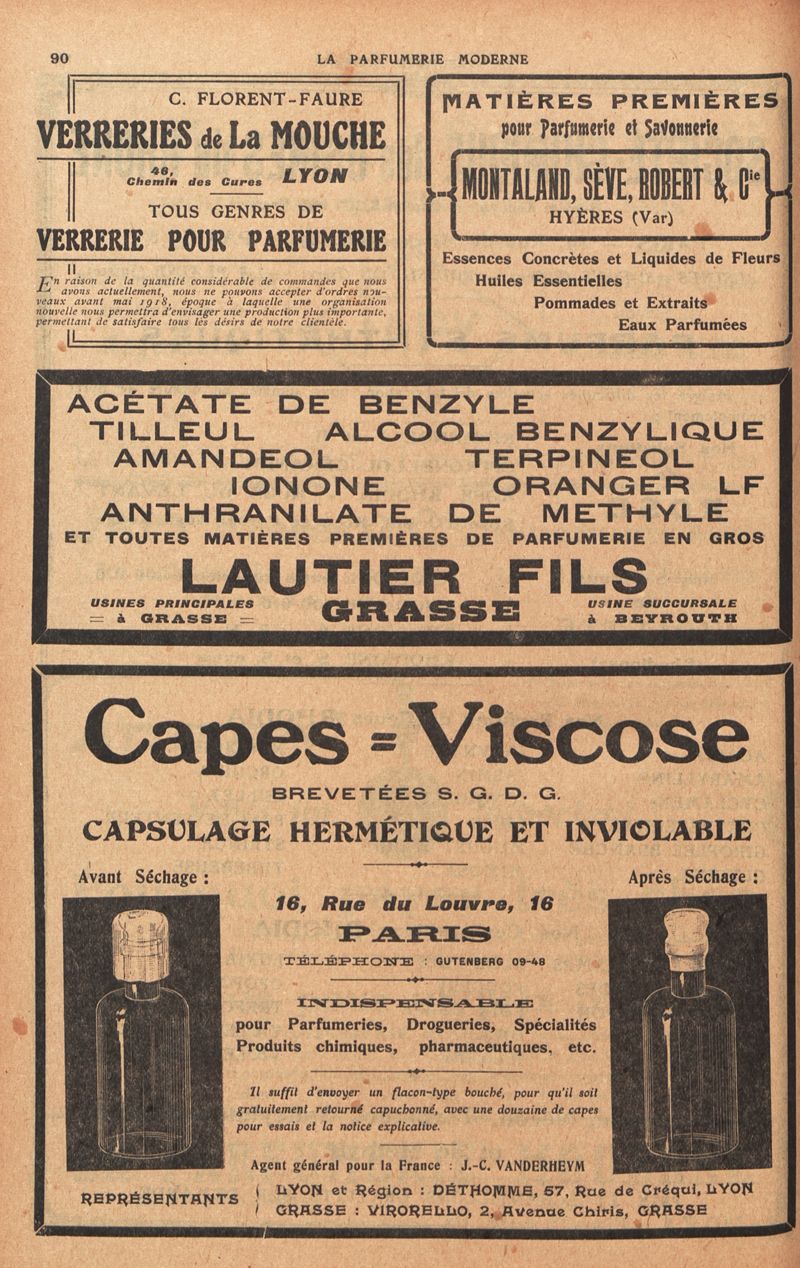 90
LA PARFUMERIE MODERNE
C. FLORENT-FAURE
VERRERIES de La MOUCHE
46,
Chemin des Cures LYON
TOUS GENRES DE
VERRERIE POUR PARFUMERIE
En raison de la quantité considérable de commandes que nous
avons actuellement, nous ne pouvons accepter d'ordres nou-
veaux avant mai 1918, époque à laquelle une organisation
nouvelle nous permettra d'envisager une production plus importante,
permettant de satisfaire tous les désirs de notre clientèle.
MATIÈRES PREMIÈRES
pour Parfumerie et Savonnerie
MONTALAND, SÈVE, ROBERT & Cie
HYÈRES (Var)
Essences Concrètes et Liquides de Fleurs
Huiles Essentielles
Pommades et Extraits
Eaux Parfumées
ACÉTATE DE BENZYLE
TILLEUL ALCOOL BENZYLIQUE
AMANDEOL TERPINEOL
IONONE ORANGER LF
ANTHRANILATE DE METHYLE
ET TOUTES MATIÈRES PREMIÈRES DE PARFUMERIE EN GROS
LAUTIER FILS
USINES PRINCIPALES
= à GRASSE =
GRASSE
USINE SUCCURSALE
à BEYROUTH
Capes = Viscose
BREVETÉES S. G. D. G.
CAPSULAGE HERMÉTIQUE ET INVIOLABLE
Avant Séchage :
Après Séchage :
16, Rue du Louvre, 16
PARIS
TÉLÉPHONE : GUTENBERG 09-48
INDISPENSABLE
pour Parfumeries, Drogueries, Spécialités
Produits chimiques, pharmaceutiques, etc.
Il suffit d'envoyer un flacon-type bouché, pour qu'il soit
gratuitement retourné capuchonné, avec une douzaine de capes
pour essais et la notice explicative.
Agent général pour la France : J.-C. VANDERHEYM
REPRÉSENTANTS
LYON et Région : DÉTHOMME, 57, Rue de Créqui, LYON
GRASSE : VIRORELLO, 2, Avenue Chiris, GRASSE